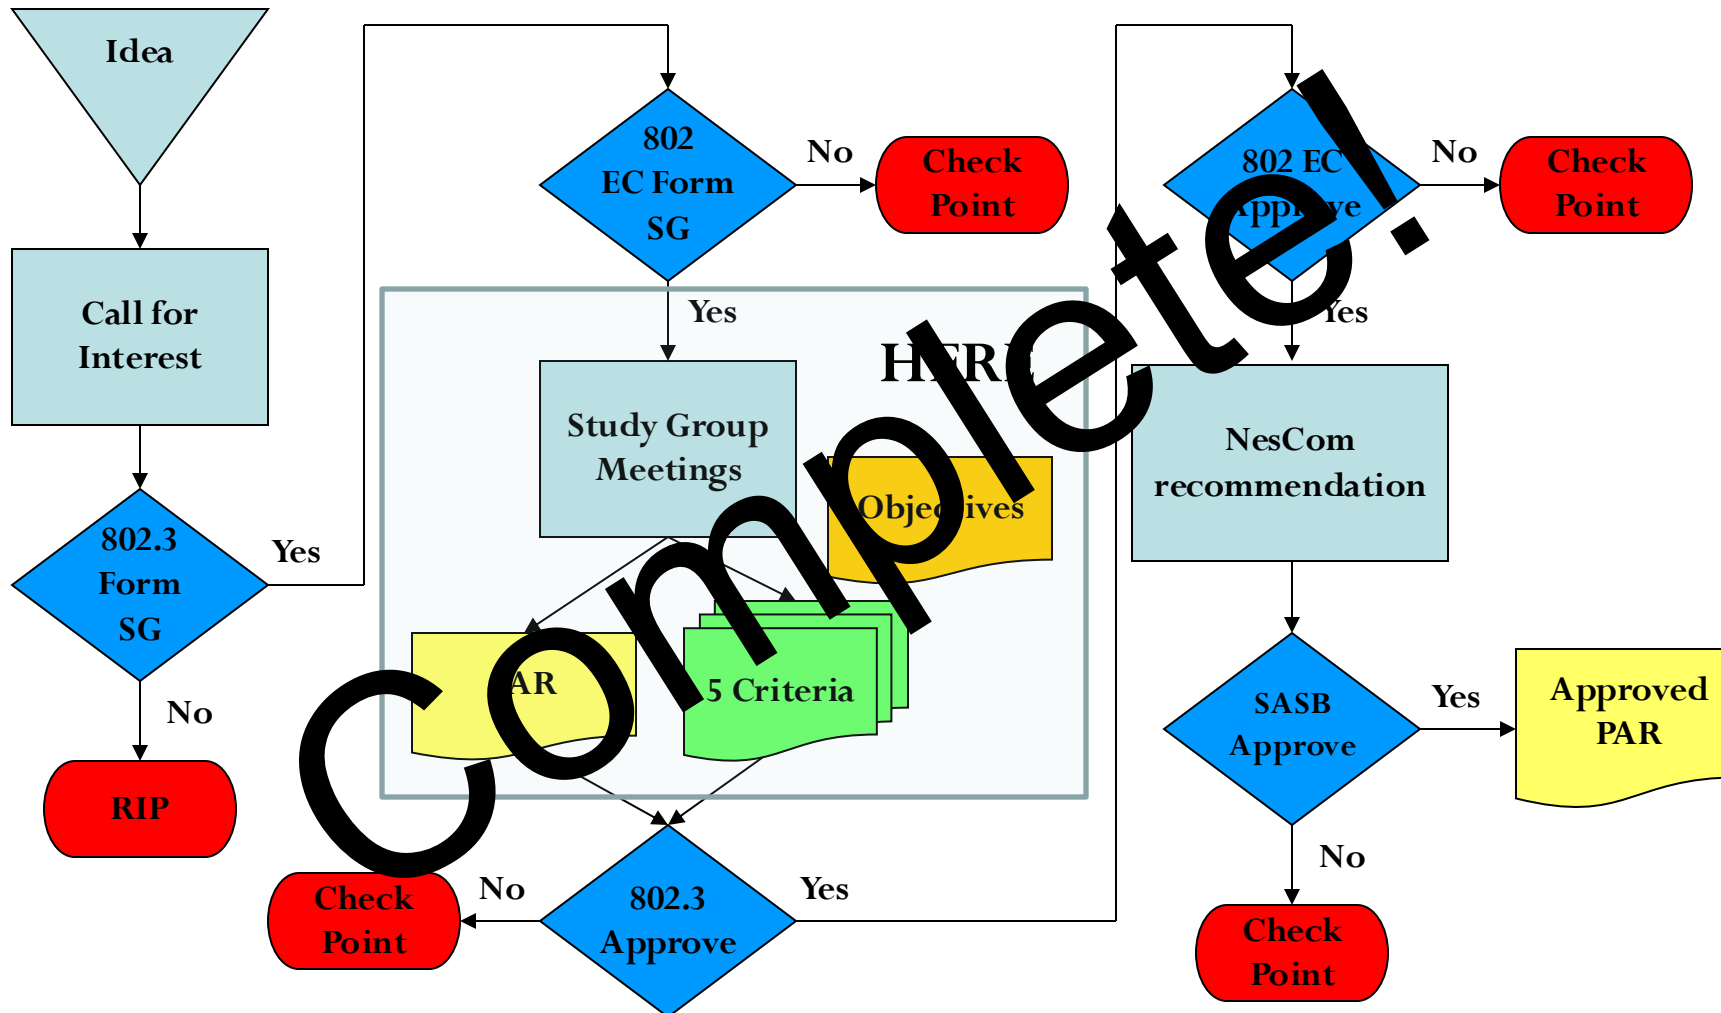 Idea
Call for
Interest
802.3
Form
SG
Yes
No
RIP
802
EC Form
SG
No
Check
Point
Yes
HERE
Study Group
Meetings
Objectives
PAR
5 Criteria
802.3
Approve
No
Check
Point
Yes
802 EC
Approve
No
Check
Point
Yes
NesCom
recommendation
SASB
Approve
Yes
Approved
PAR
No
Check
Point
Complete!